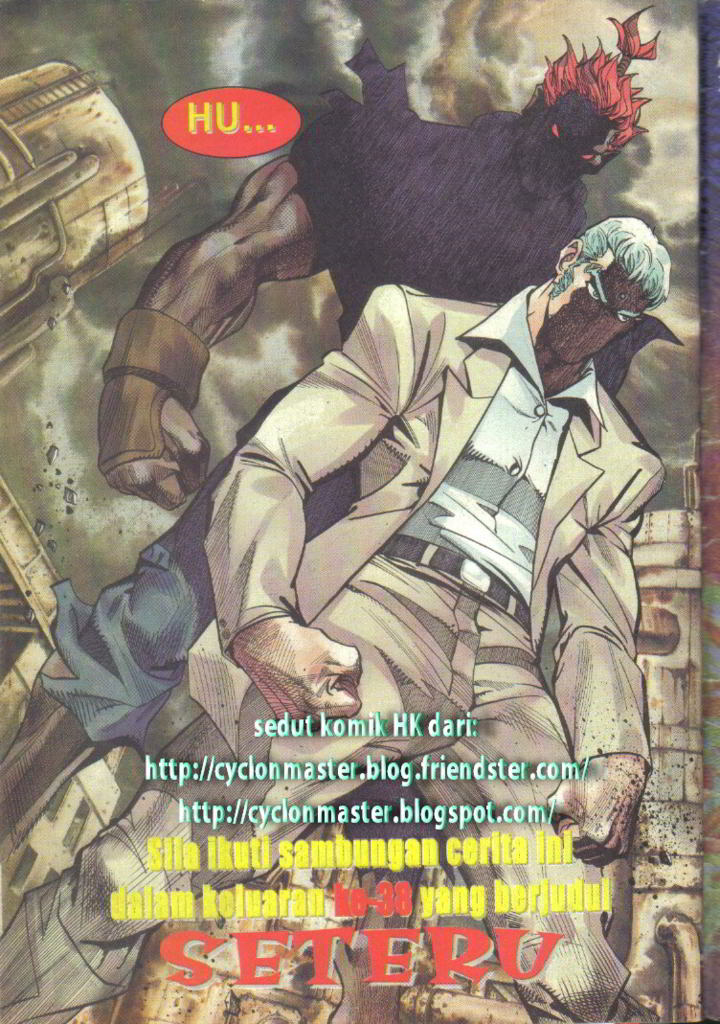 HU...
sedut komik HK dari:
http://cyclonmaster.blog.friendster.com/
http://cyclonmaster.blogspot.com/
Sila ikuti sambungan cerita ini
dalam keluaran ke-38 yang berjudul
SETERU